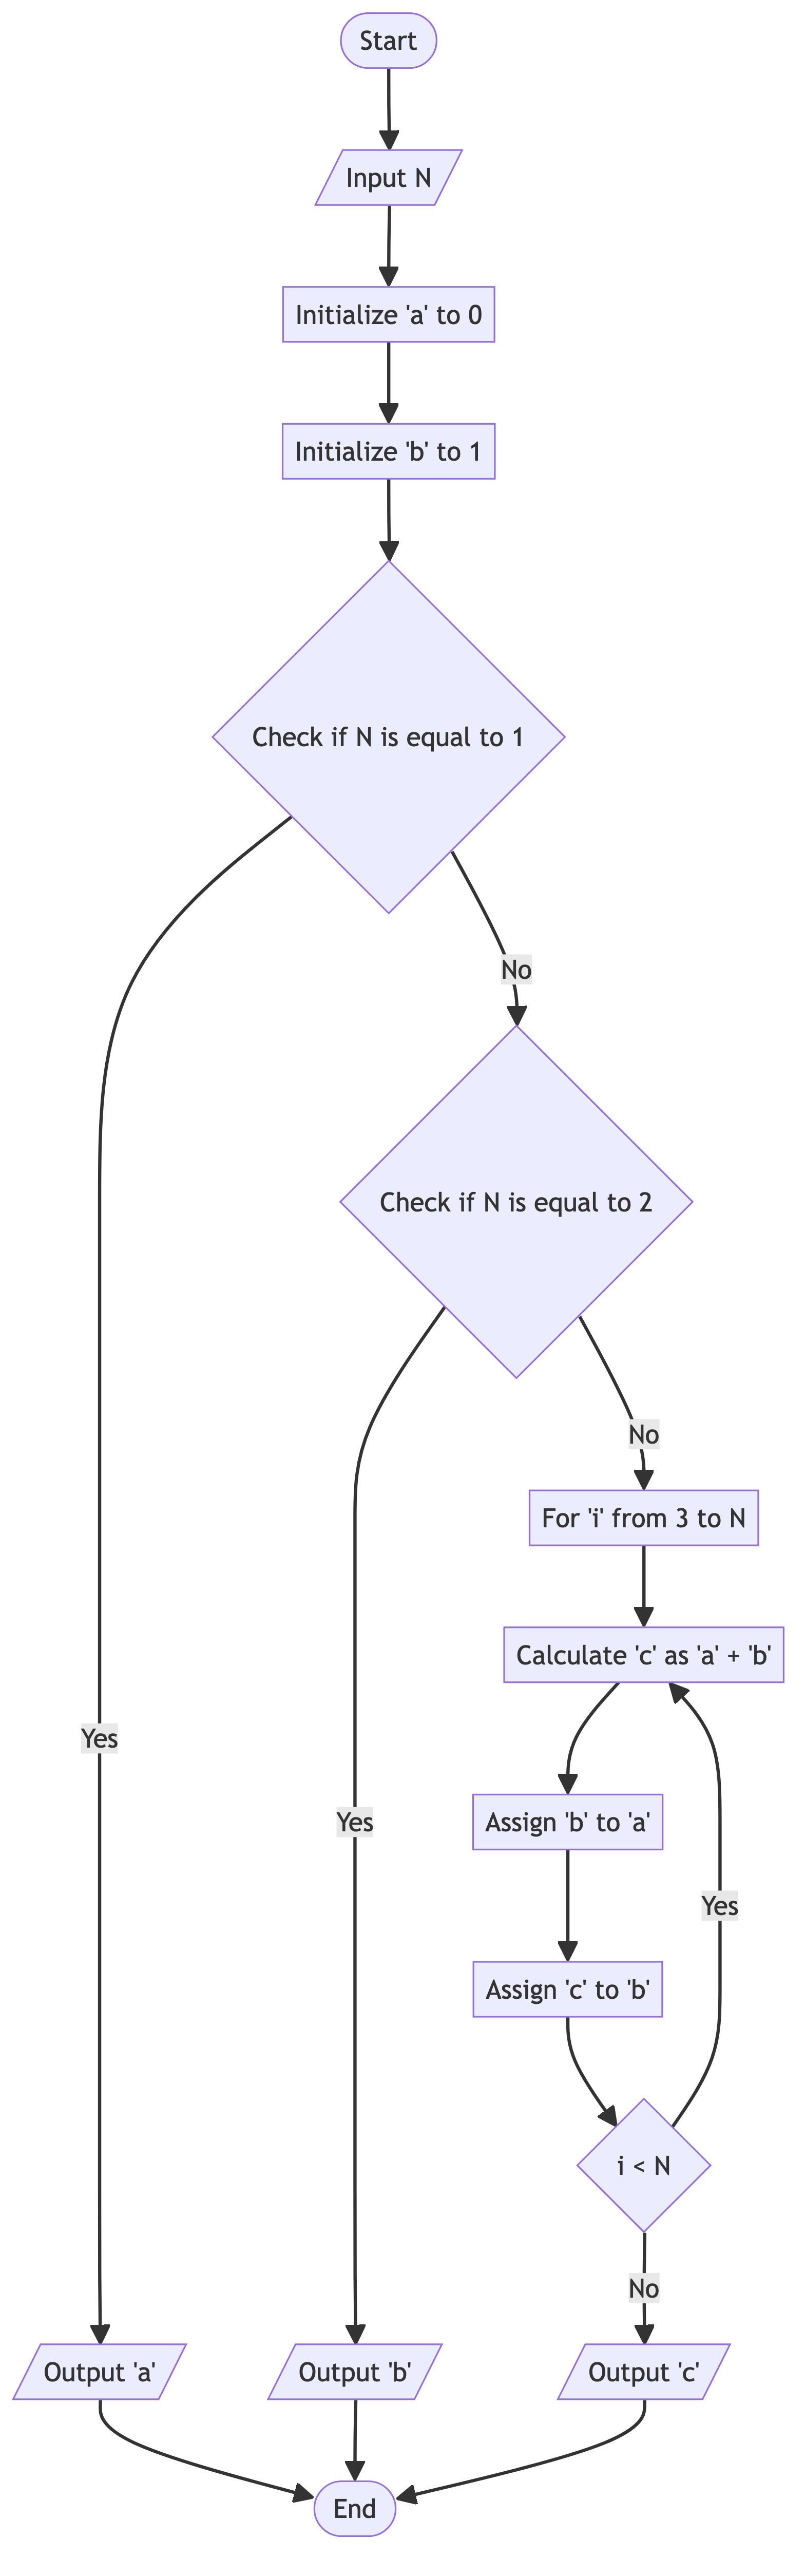 Start
Input N
Initialize 'a' to 0
Initialize 'b' to 1
Check if N is equal to 1
No
Check if N is equal to 2
No
For 'i' from 3 to N
Calculate 'c' as 'a' + 'b'
Yes
Assign 'b' to 'a'
Yes
Yes
Assign 'c' to 'b'
i < N
No
Output 'a'
Output 'b'
Output 'c'
End